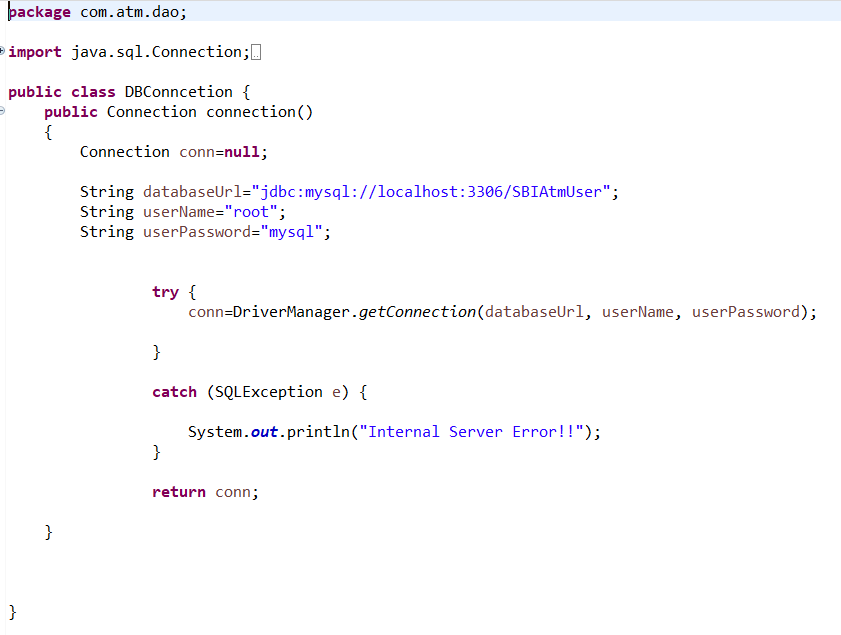 package com.atm.dao;
import java.sql.Connection;
public class DBConncetion {
public Connection connection()
{
Connection conn=null;
String databaseUrl="jdbc:mysql://localhost:3306/SBIAtmUser";
String userName="root";
String userPassword="mysql";
try {
conn=DriverManager.getConnection(databaseUrl, userName, userPassword);
}
catch (SQLException e) {
System.out.println("Internal Server Error!!");
}
return conn;
}
}